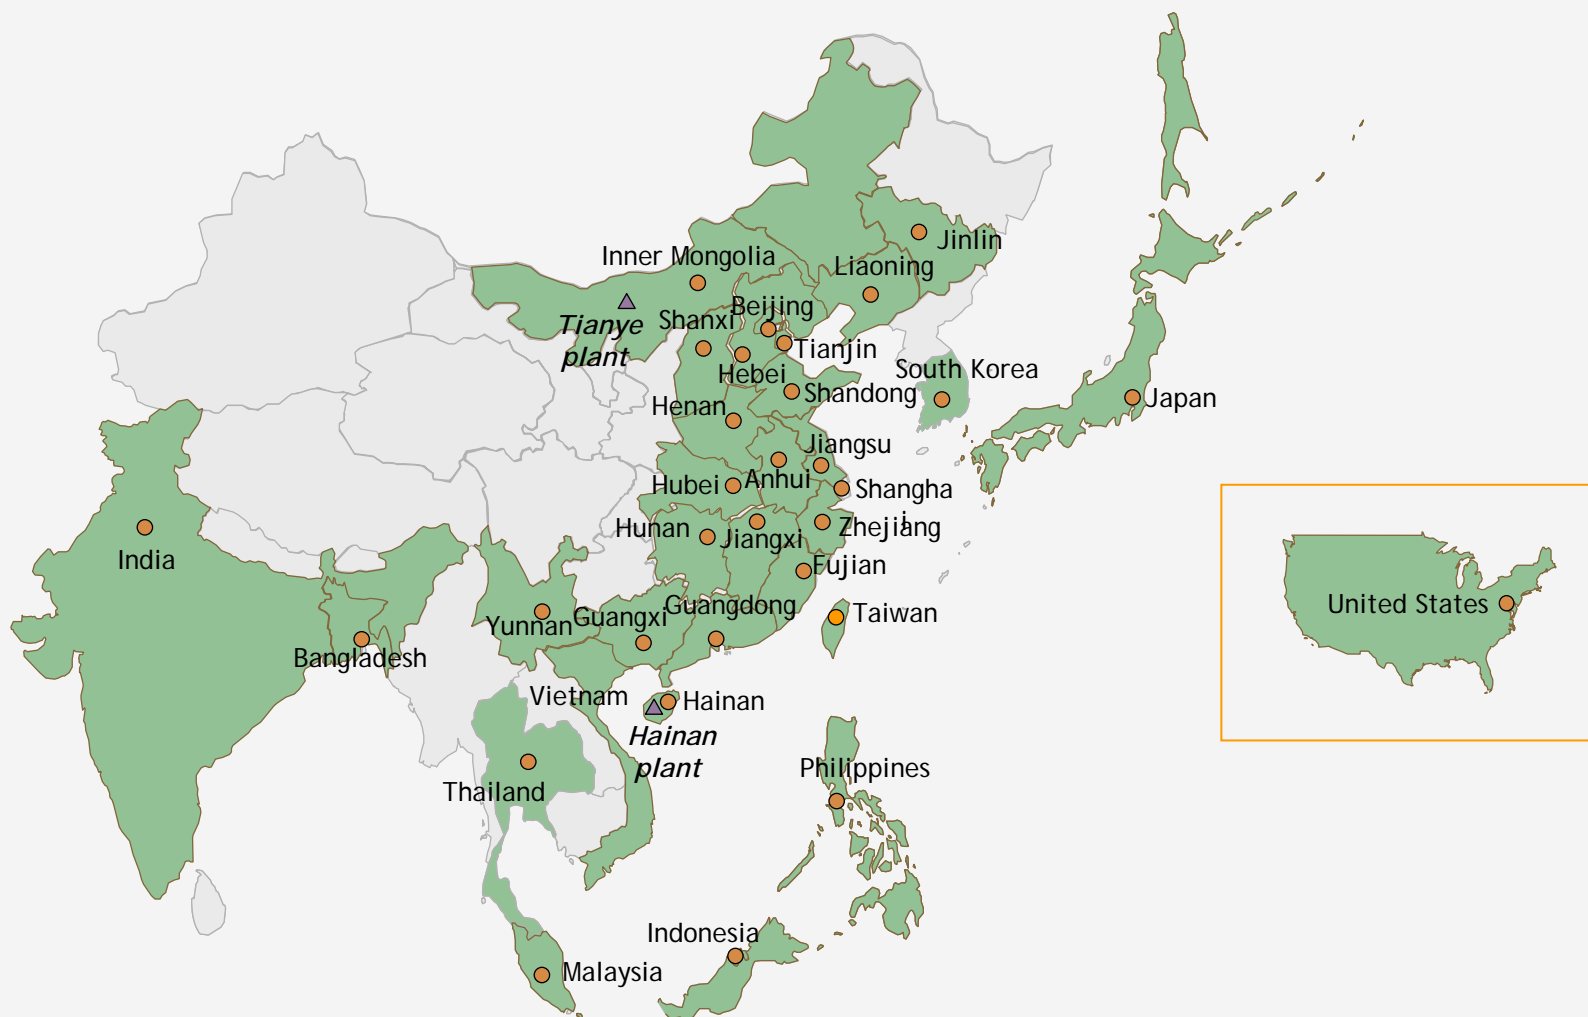 Jinlin
Inner Mongolia
Liaoning
Beijing
Shanxi
Tianye
plant
Tianjin
Hebei
South Korea
Shandong
Japan
Henan
Jiangsu
Anhui
Hubei
Shangha
i
Hunan
Jiangxi
Zhejiang
India
Fujian
United States
Guangdong
Guangxi
Yunnan
Taiwan
Bangladesh
Vietnam
Hainan
Hainan
plant
Philippines
Thailand
Indonesia
Malaysia